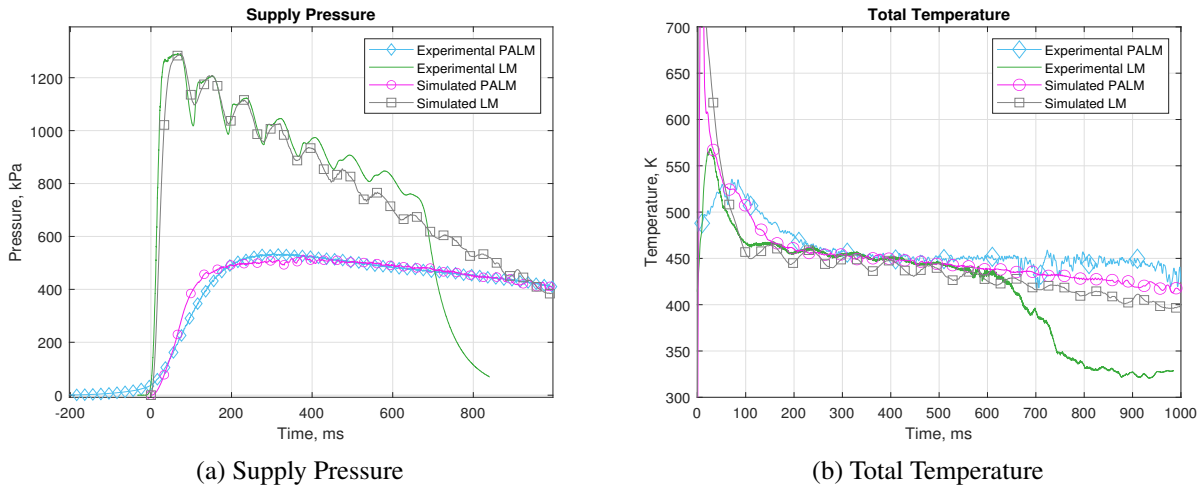 Supply Pressure
1200
1000
800
600
400
200
0
-200 0 200 400 600 800
Pressure, kPa
Time, ms
Experimental PALM
Experimental LM
Simulated PALM
Simulated LM
(a) Supply Pressure
Total Temperature
700
650
600
550
500
450
400
350
300
0 100 200 300 400 500 600 700 800 900 1000
Temperature, K
Time, ms
Experimental PALM
Experimental LM
Simulated PALM
Simulated LM
(b) Total Temperature